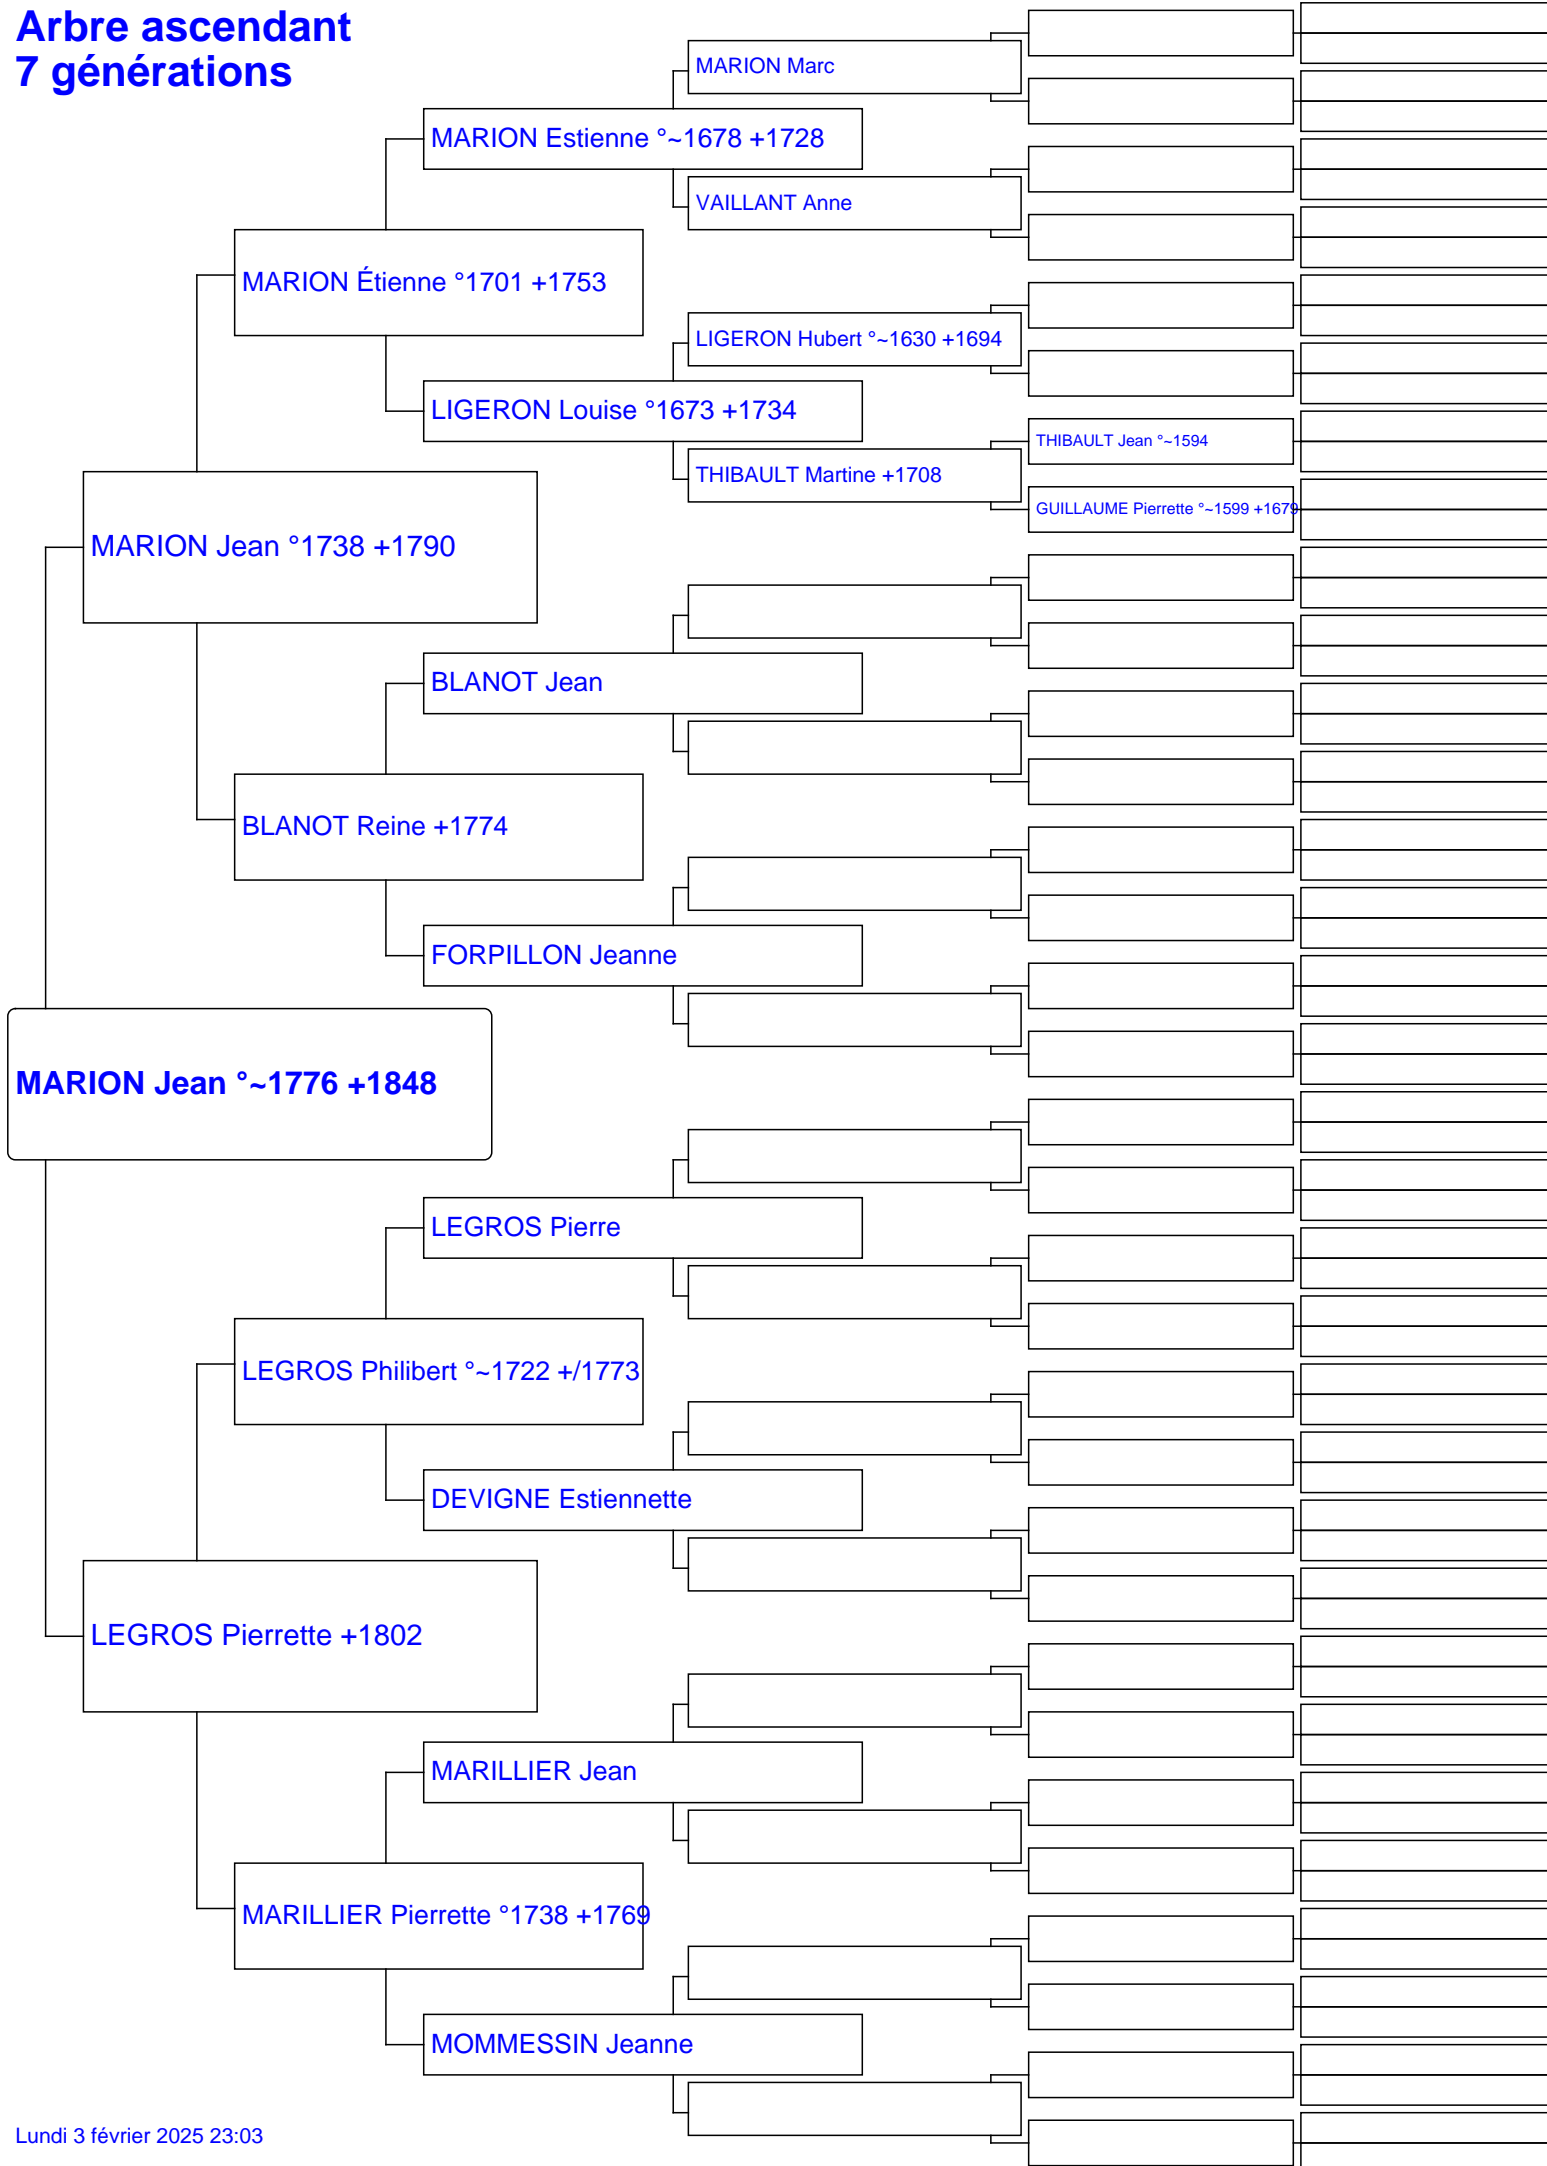 Arbre ascendant
7 générations
MARION Marc
MARION Estienne °~1678 +1728
VAILLANT Anne
MARION Étienne °1701 +1753
LIGERON Hubert °~1630 +1694
LIGERON Louise °1673 +1734
THIBAULT Jean °~1594
THIBAULT Martine +1708
GUILLAUME Pierrette °~1599 +1679
MARION Jean °1738 +1790
BLANOT Jean
BLANOT Reine +1774
FORPILLON Jeanne
MARION Jean °~1776 +1848
LEGROS Pierre
LEGROS Philibert °~1722 +/1773
DEVIGNE Estiennette
LEGROS Pierrette +1802
MARILLIER Jean
MARILLIER Pierrette °1738 +1769
MOMMESSIN Jeanne
Lundi 3 février 2025 23:03